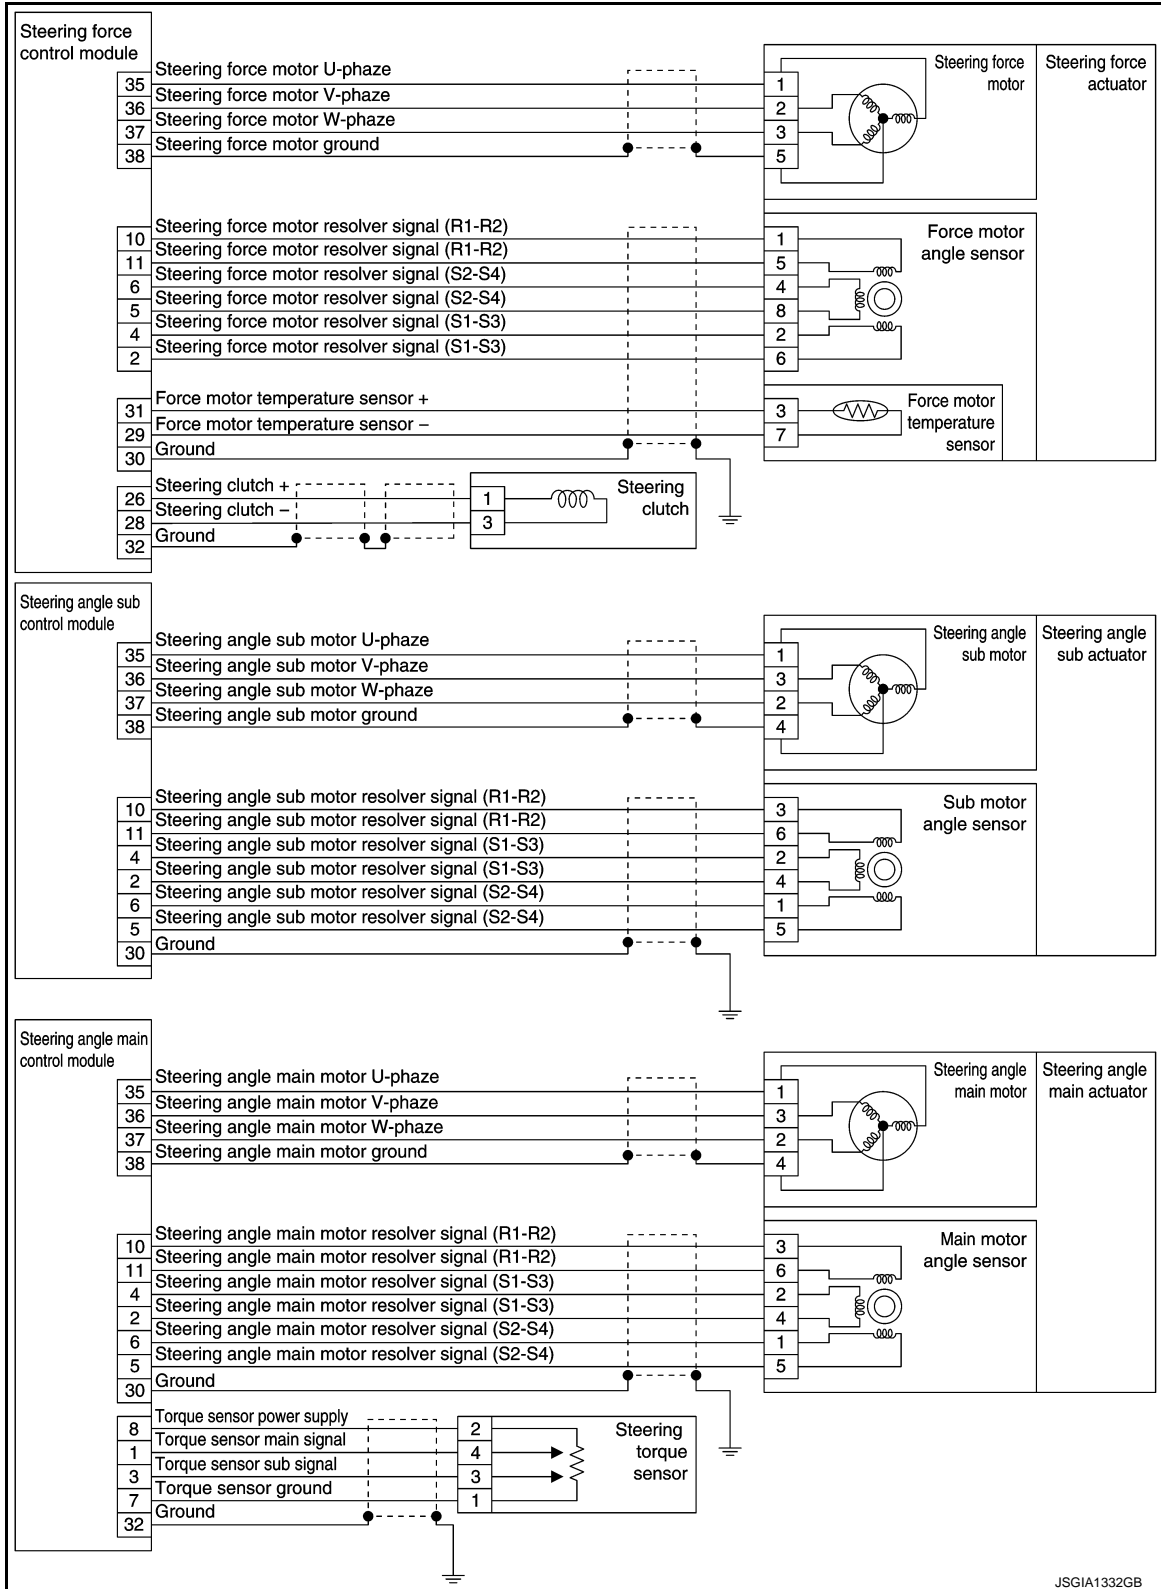 Steering force
control module
Steering force motor U-phaze
35
Steering force motor V-phaze
36
Steering force motor W-phaze
37
Steering force motor ground
38
1
2
3
5
Steering force
motor
Steering force
actuator
Steering force motor resolver signal (R1-R2)
10
Steering force motor resolver signal (R1-R2)
11
Steering force motor resolver signal (S2-S4)
6
Steering force motor resolver signal (S2-S4)
5
Steering force motor resolver signal (S1-S3)
4
Steering force motor resolver signal (S1-S3)
2
1
5
4
8
2
6
Force motor
angle sensor
Force motor temperature sensor +
31
Force motor temperature sensor –
29
Ground
30
3
7
Force motor
temperature
sensor
Steering clutch +
26
Steering clutch –
28
Ground
32
1
3
Steering
clutch
Steering angle sub
control module
Steering angle sub motor U-phaze
35
Steering angle sub motor V-phaze
36
Steering angle sub motor W-phaze
37
Steering angle sub motor ground
38
1
3
2
4
Steering angle
sub motor
Steering angle
sub actuator
Steering angle sub motor resolver signal (R1-R2)
10
Steering angle sub motor resolver signal (R1-R2)
11
Steering angle sub motor resolver signal (S1-S3)
4
Steering angle sub motor resolver signal (S1-S3)
2
Steering angle sub motor resolver signal (S2-S4)
6
Steering angle sub motor resolver signal (S2-S4)
5
Ground
30
3
6
2
4
1
5
Sub motor
angle sensor
Steering angle main
control module
Steering angle main motor U-phaze
35
Steering angle main motor V-phaze
36
Steering angle main motor W-phaze
37
Steering angle main motor ground
38
1
3
2
4
Steering angle
main motor
Steering angle
main actuator
Steering angle main motor resolver signal (R1-R2)
10
Steering angle main motor resolver signal (R1-R2)
11
Steering angle main motor resolver signal (S1-S3)
4
Steering angle main motor resolver signal (S1-S3)
2
Steering angle main motor resolver signal (S2-S4)
6
Steering angle main motor resolver signal (S2-S4)
5
Ground
30
3
6
2
4
1
5
Main motor
angle sensor
Torque sensor power supply
8
Torque sensor main signal
1
Torque sensor sub signal
3
Torque sensor ground
7
Ground
32
2
4
3
1
Steering
torque
sensor
JSGIA1332GB